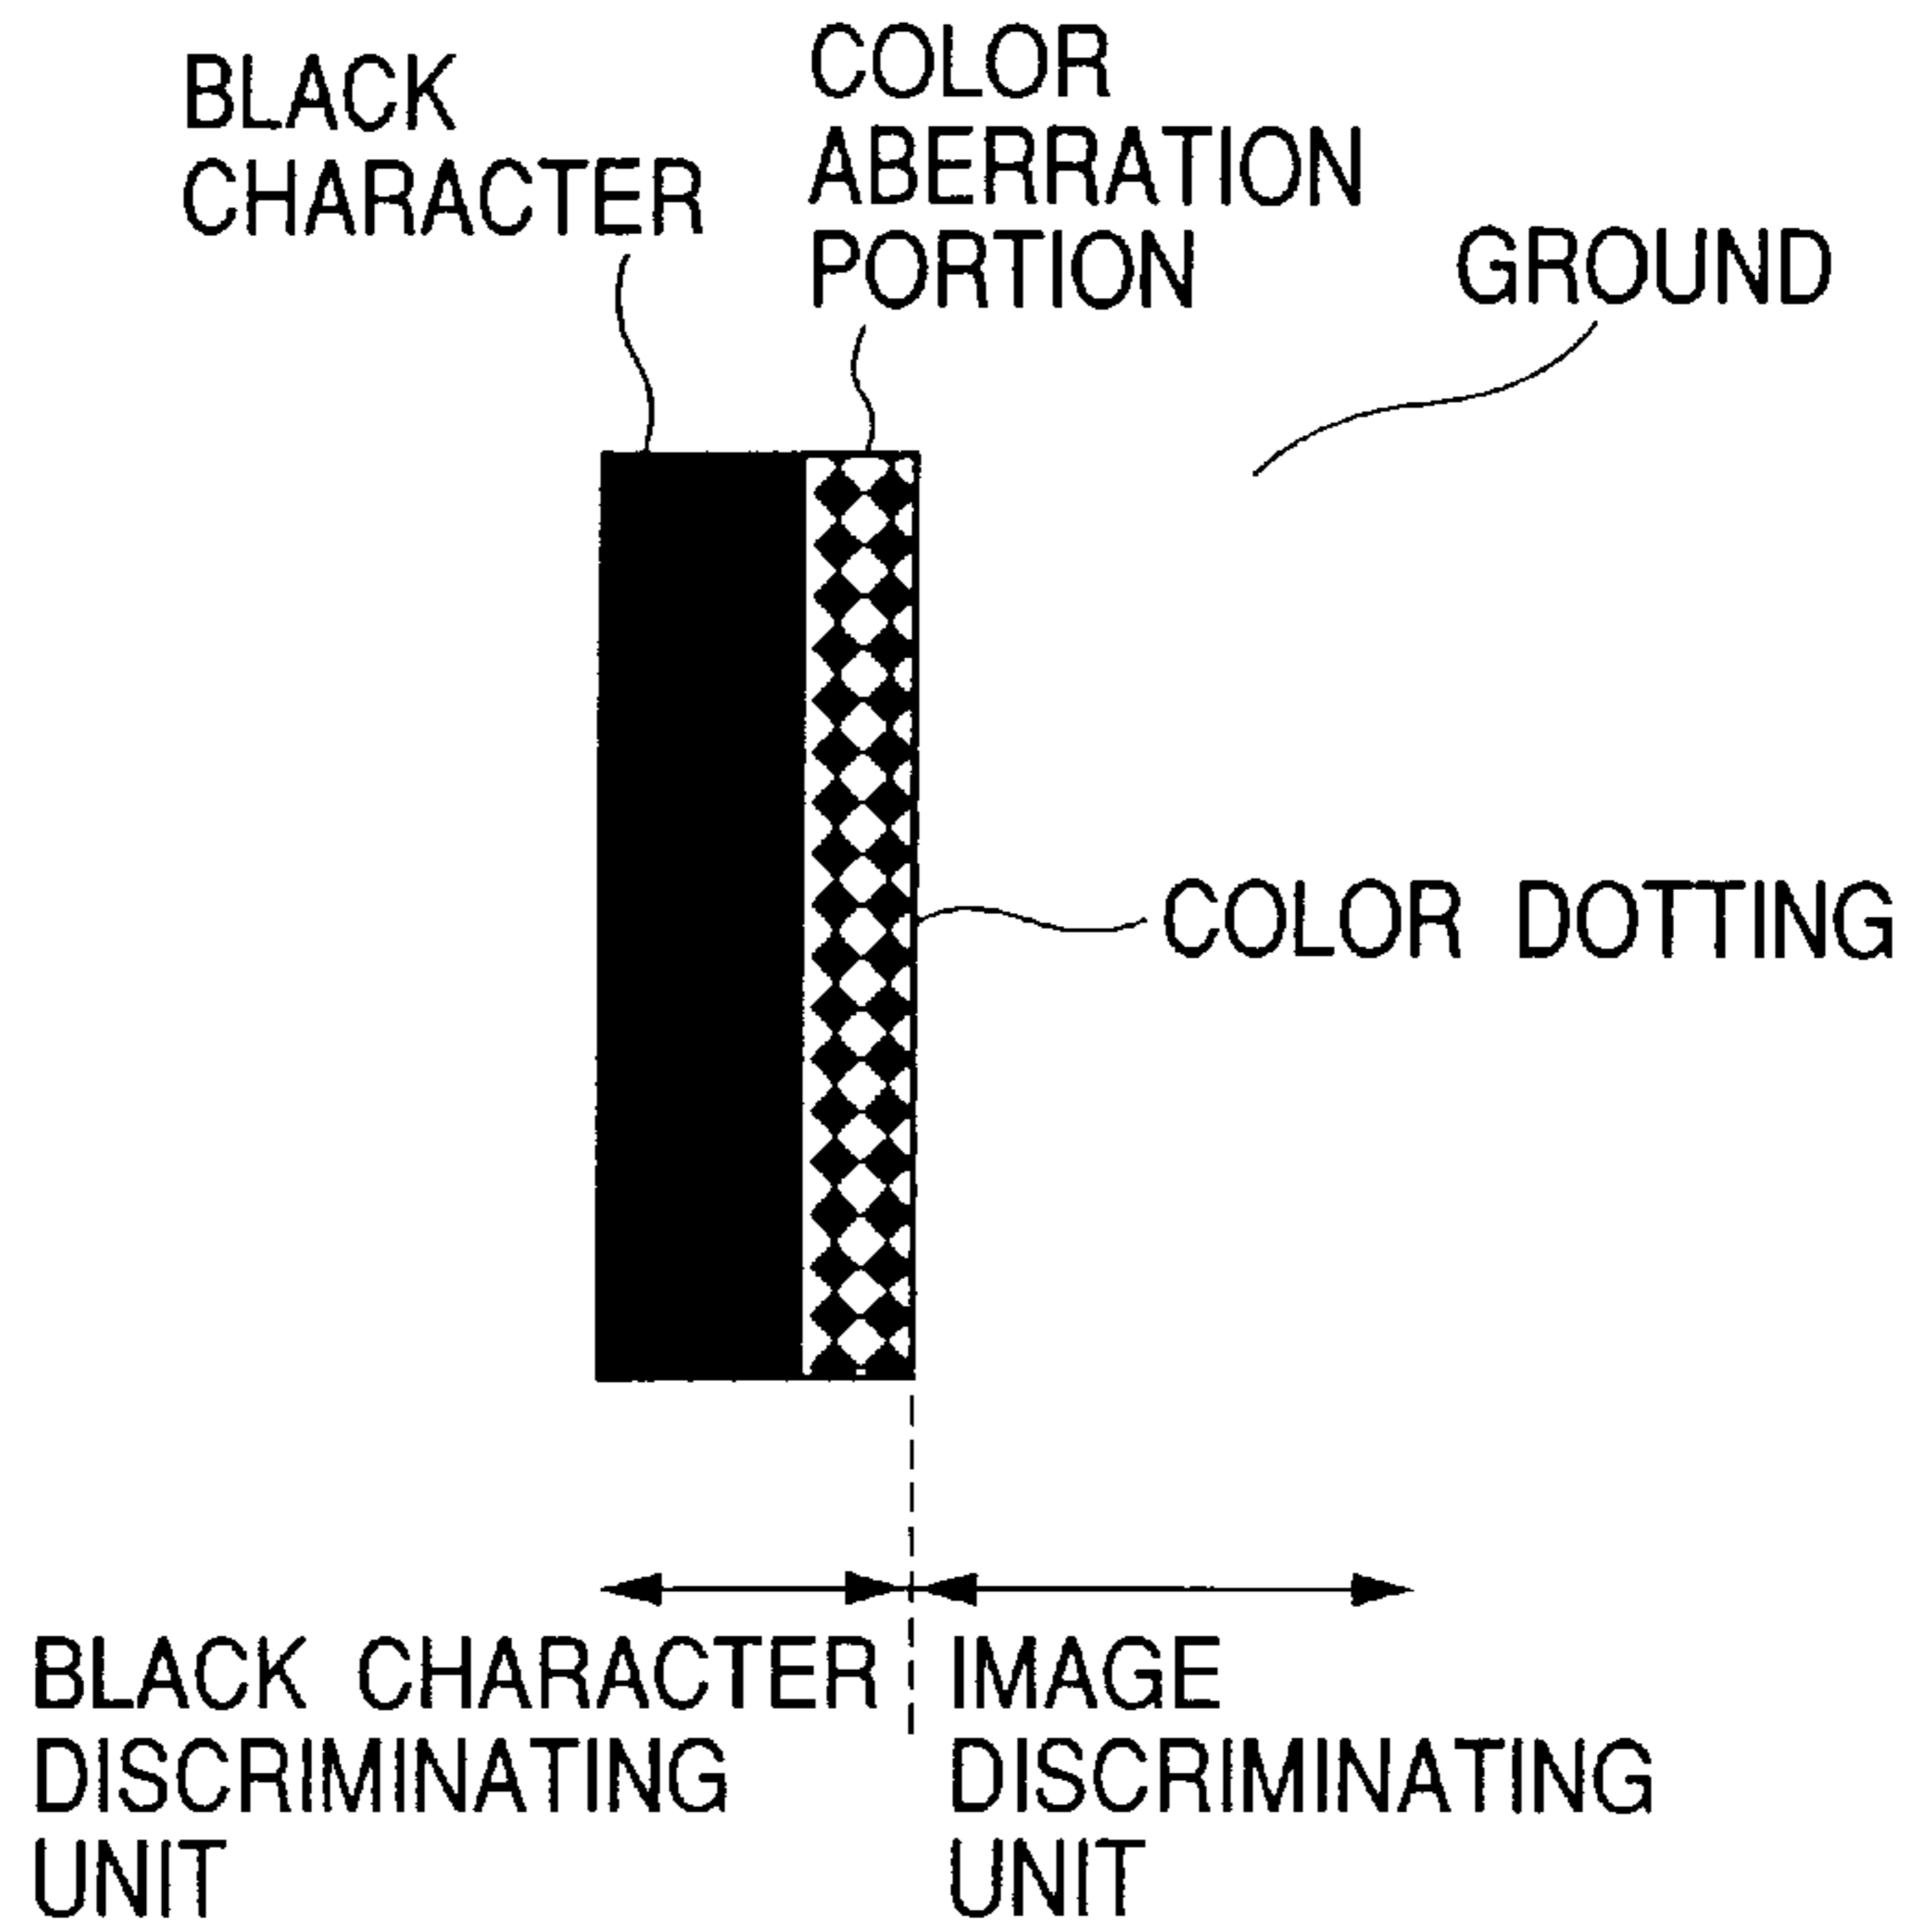 BLACK
CHARACTER
COLOR
ABERRATION
PORTION
GROUND
COLOR DOTTING
BLACK CHARACTER
DISCRIMINATING
UNIT
IMAGE
DISCRIMINATING
UNIT